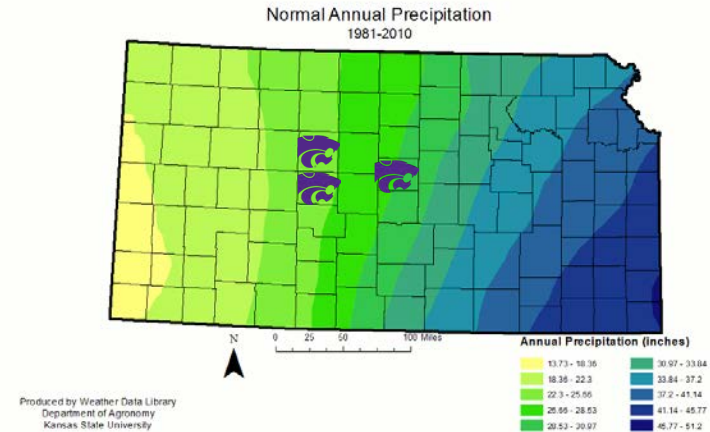 Normal Annual Precipitation
1981-2010
N
0 25 50 100 Miles
Annual Precipitation (inches)
13.73 - 18.36
18.36 - 22.3
22.3 - 25.66
25.66 - 28.53
28.53 - 30.97
30.97 - 33.84
33.84 - 37.2
37.2 - 41.14
41.14 - 45.77
45.77 - 51.2
Produced by Weather Data Library
Department of Agronomy
Kansas State University